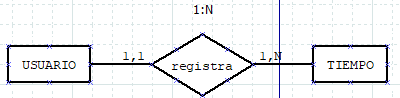 1:N
USUARIO
1,1
registra
1,N
TIEMPO